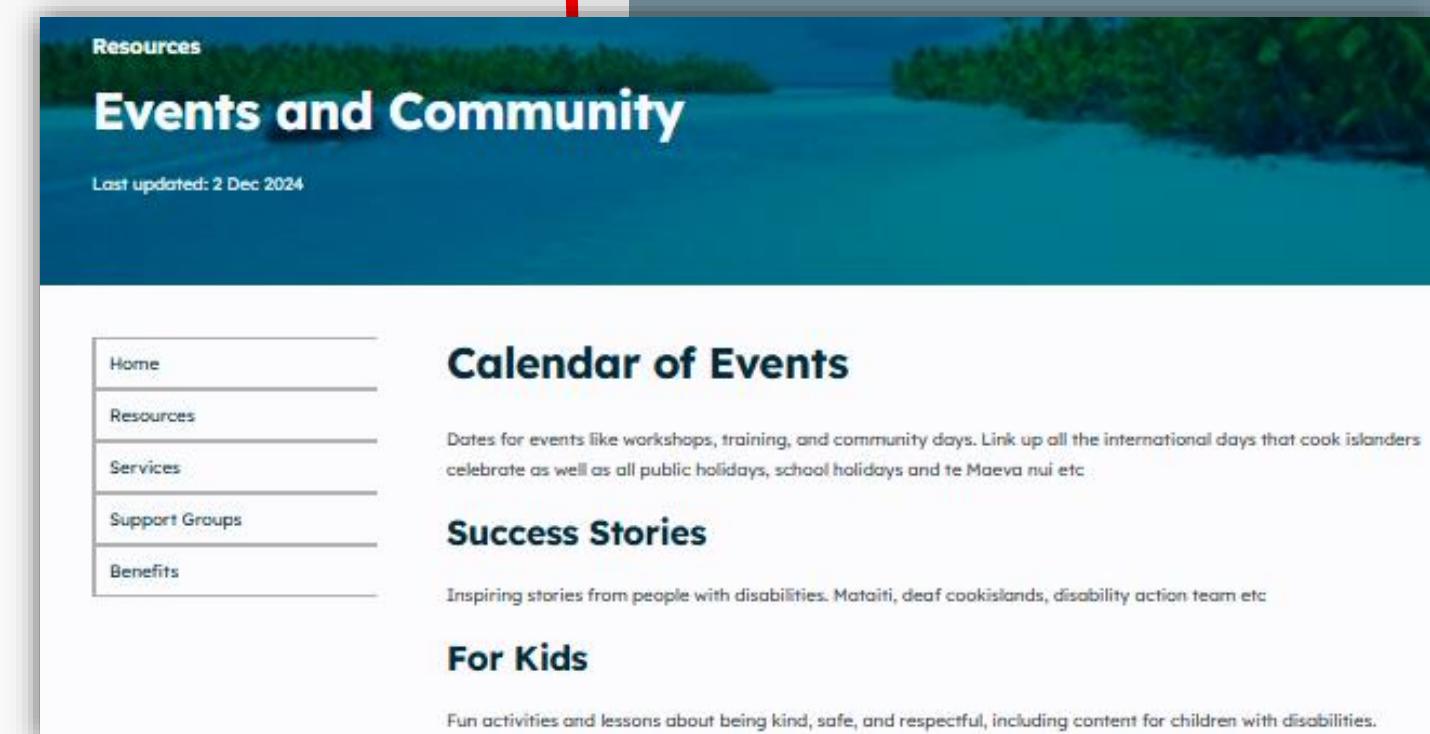 Resources
Events and Community
Last updated: 2 Dec 2024
Home
Resources
Services
Support Groups
Benefits
Calendar of Events
Dates for events like workshops, training, and community days. Link up all the international days that cook islanders
celebrate as well as all public holidays, school holidays and te Maeva nui etc
Success Stories
Inspiring stories from people with disabilities. Mataiti, deaf cookislands, disability action team etc
For Kids
Fun activities and lessons about being kind, safe, and respectful, including content for children with disabilities.